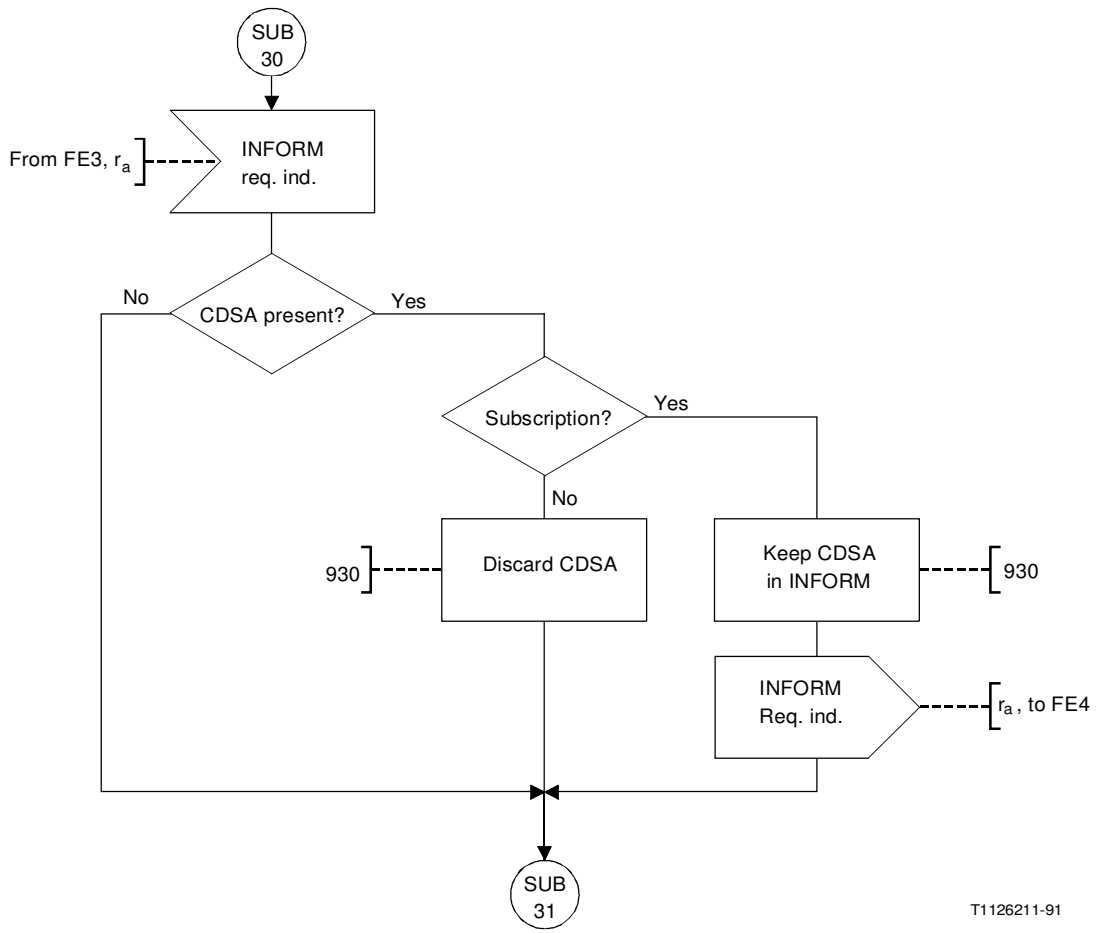 SUB
30
From FE3, ra
INFORM
req. ind.
No
CDSA present?
Yes
Subscription?
Yes
No
930
Discard CDSA
Keep CDSA
in INFORM
930
INFORM
Req. ind.
ra , to FE4
SUB
31
T1126211-91